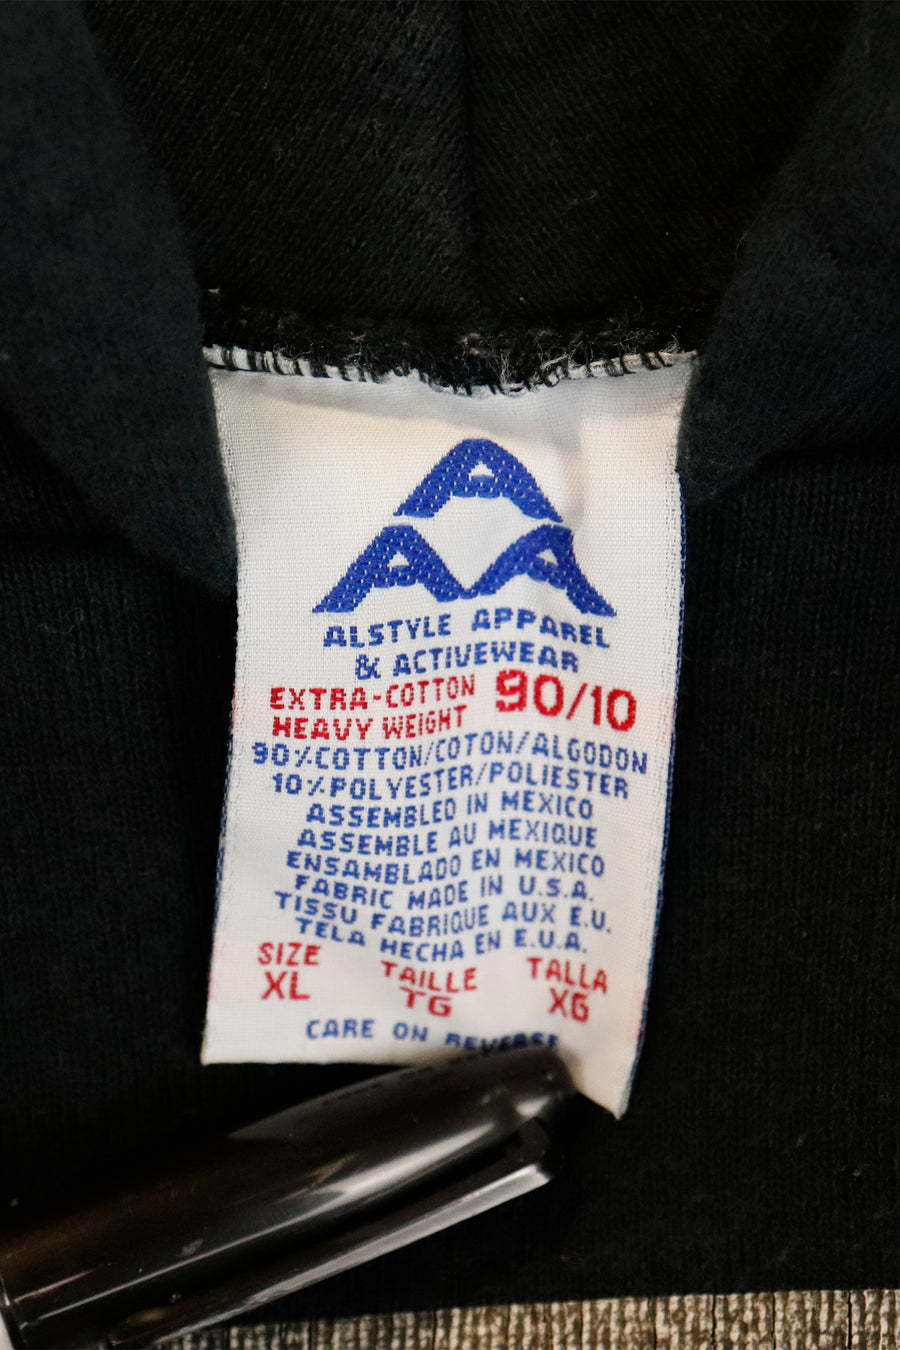 A
A A
ALSTYLE APPAREL
& ACTIVEWEAR
EXTRA-COTTON 90/10
HEAVY WEIGHT
90%COTTON/COTON/ALGODON
10%POLYESTER/POLIESTER
ASSEMBLED IN MEXICO
ASSEMBLE AU MEXIQUE
ENSAMBLADO EN MEXICO
FABRIC MADE IN U.S.A.
TISSU FABRIQUE AUX E.U.
TELA HECHA EN E.U.A.
SIZE TAILLE TALLA
XL TG XG
CARE ON REVERSE